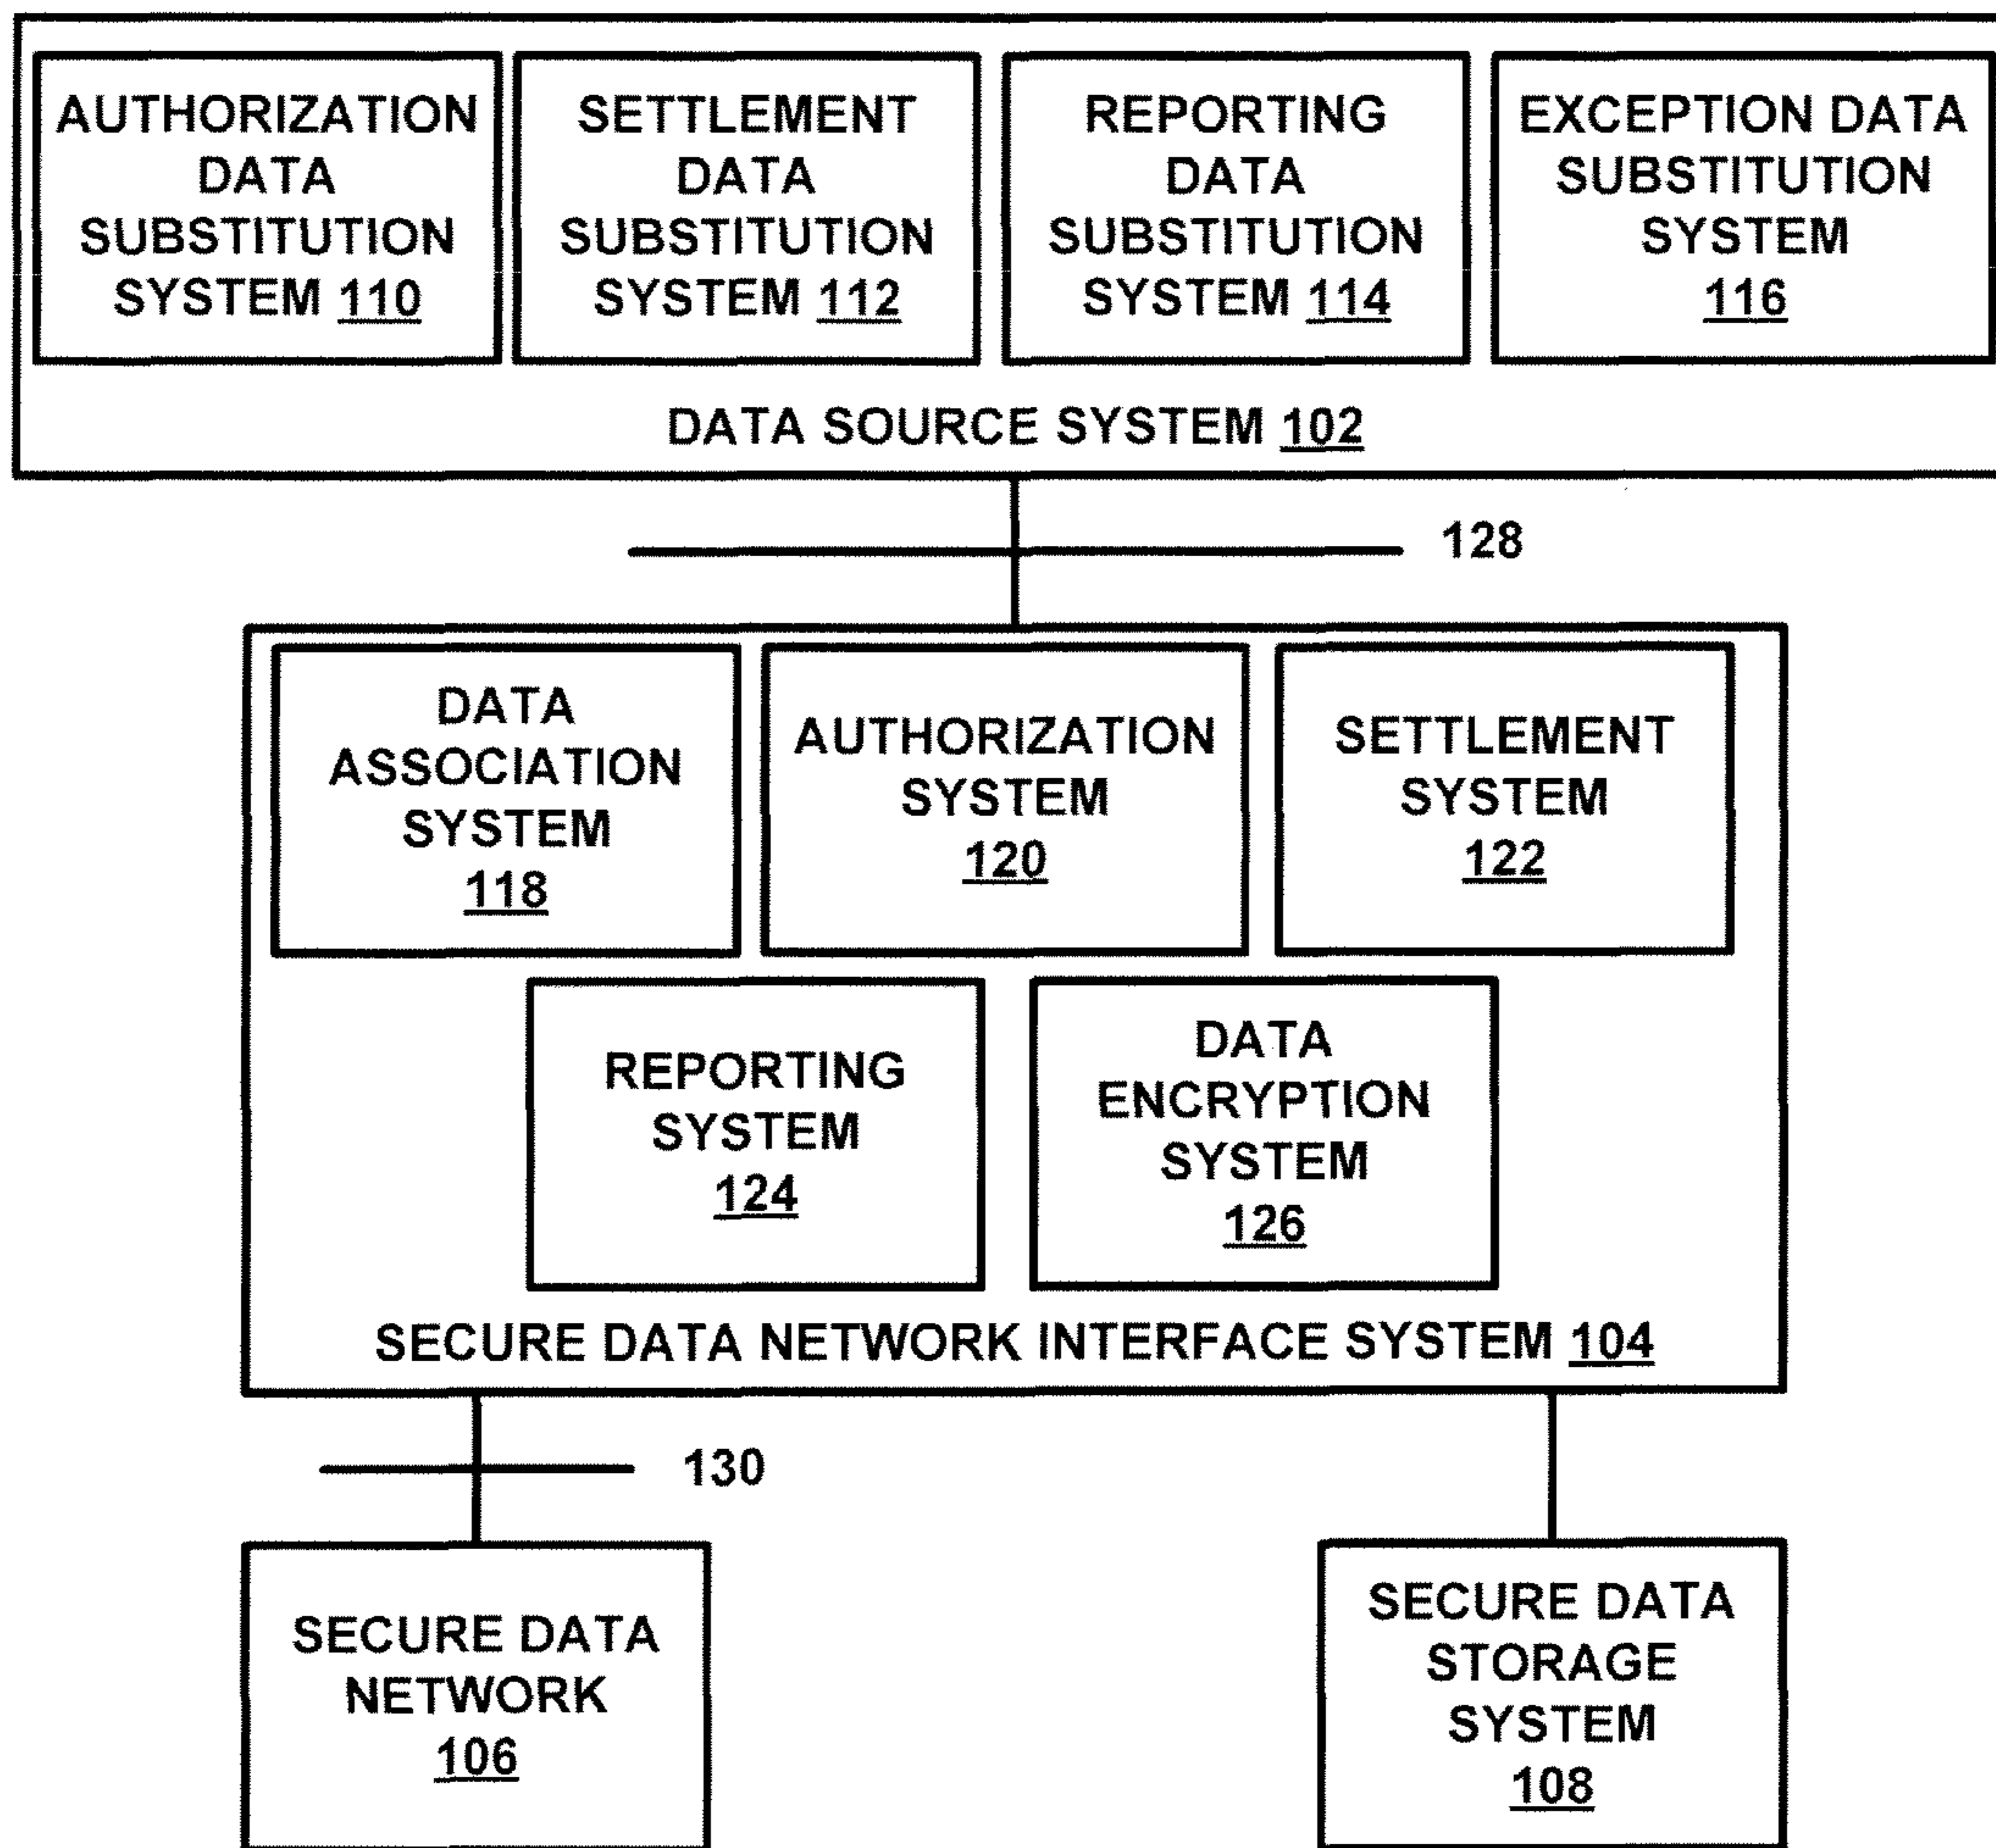 AUTHORIZATION
DATA
SUBSTITUTION
SYSTEM 110
SETTLEMENT
DATA
SUBSTITUTION
SYSTEM 112
REPORTING
DATA
SUBSTITUTION
SYSTEM 114
EXCEPTION DATA
SUBSTITUTION
SYSTEM
116
DATA SOURCE SYSTEM 102
128
DATA
ASSOCIATION
SYSTEM
118
AUTHORIZATION
SYSTEM
120
SETTLEMENT
SYSTEM
122
REPORTING
SYSTEM
124
DATA
ENCRYPTION
SYSTEM
126
SECURE DATA NETWORK INTERFACE SYSTEM 104
130
SECURE DATA
NETWORK
106
SECURE DATA
STORAGE
SYSTEM
108